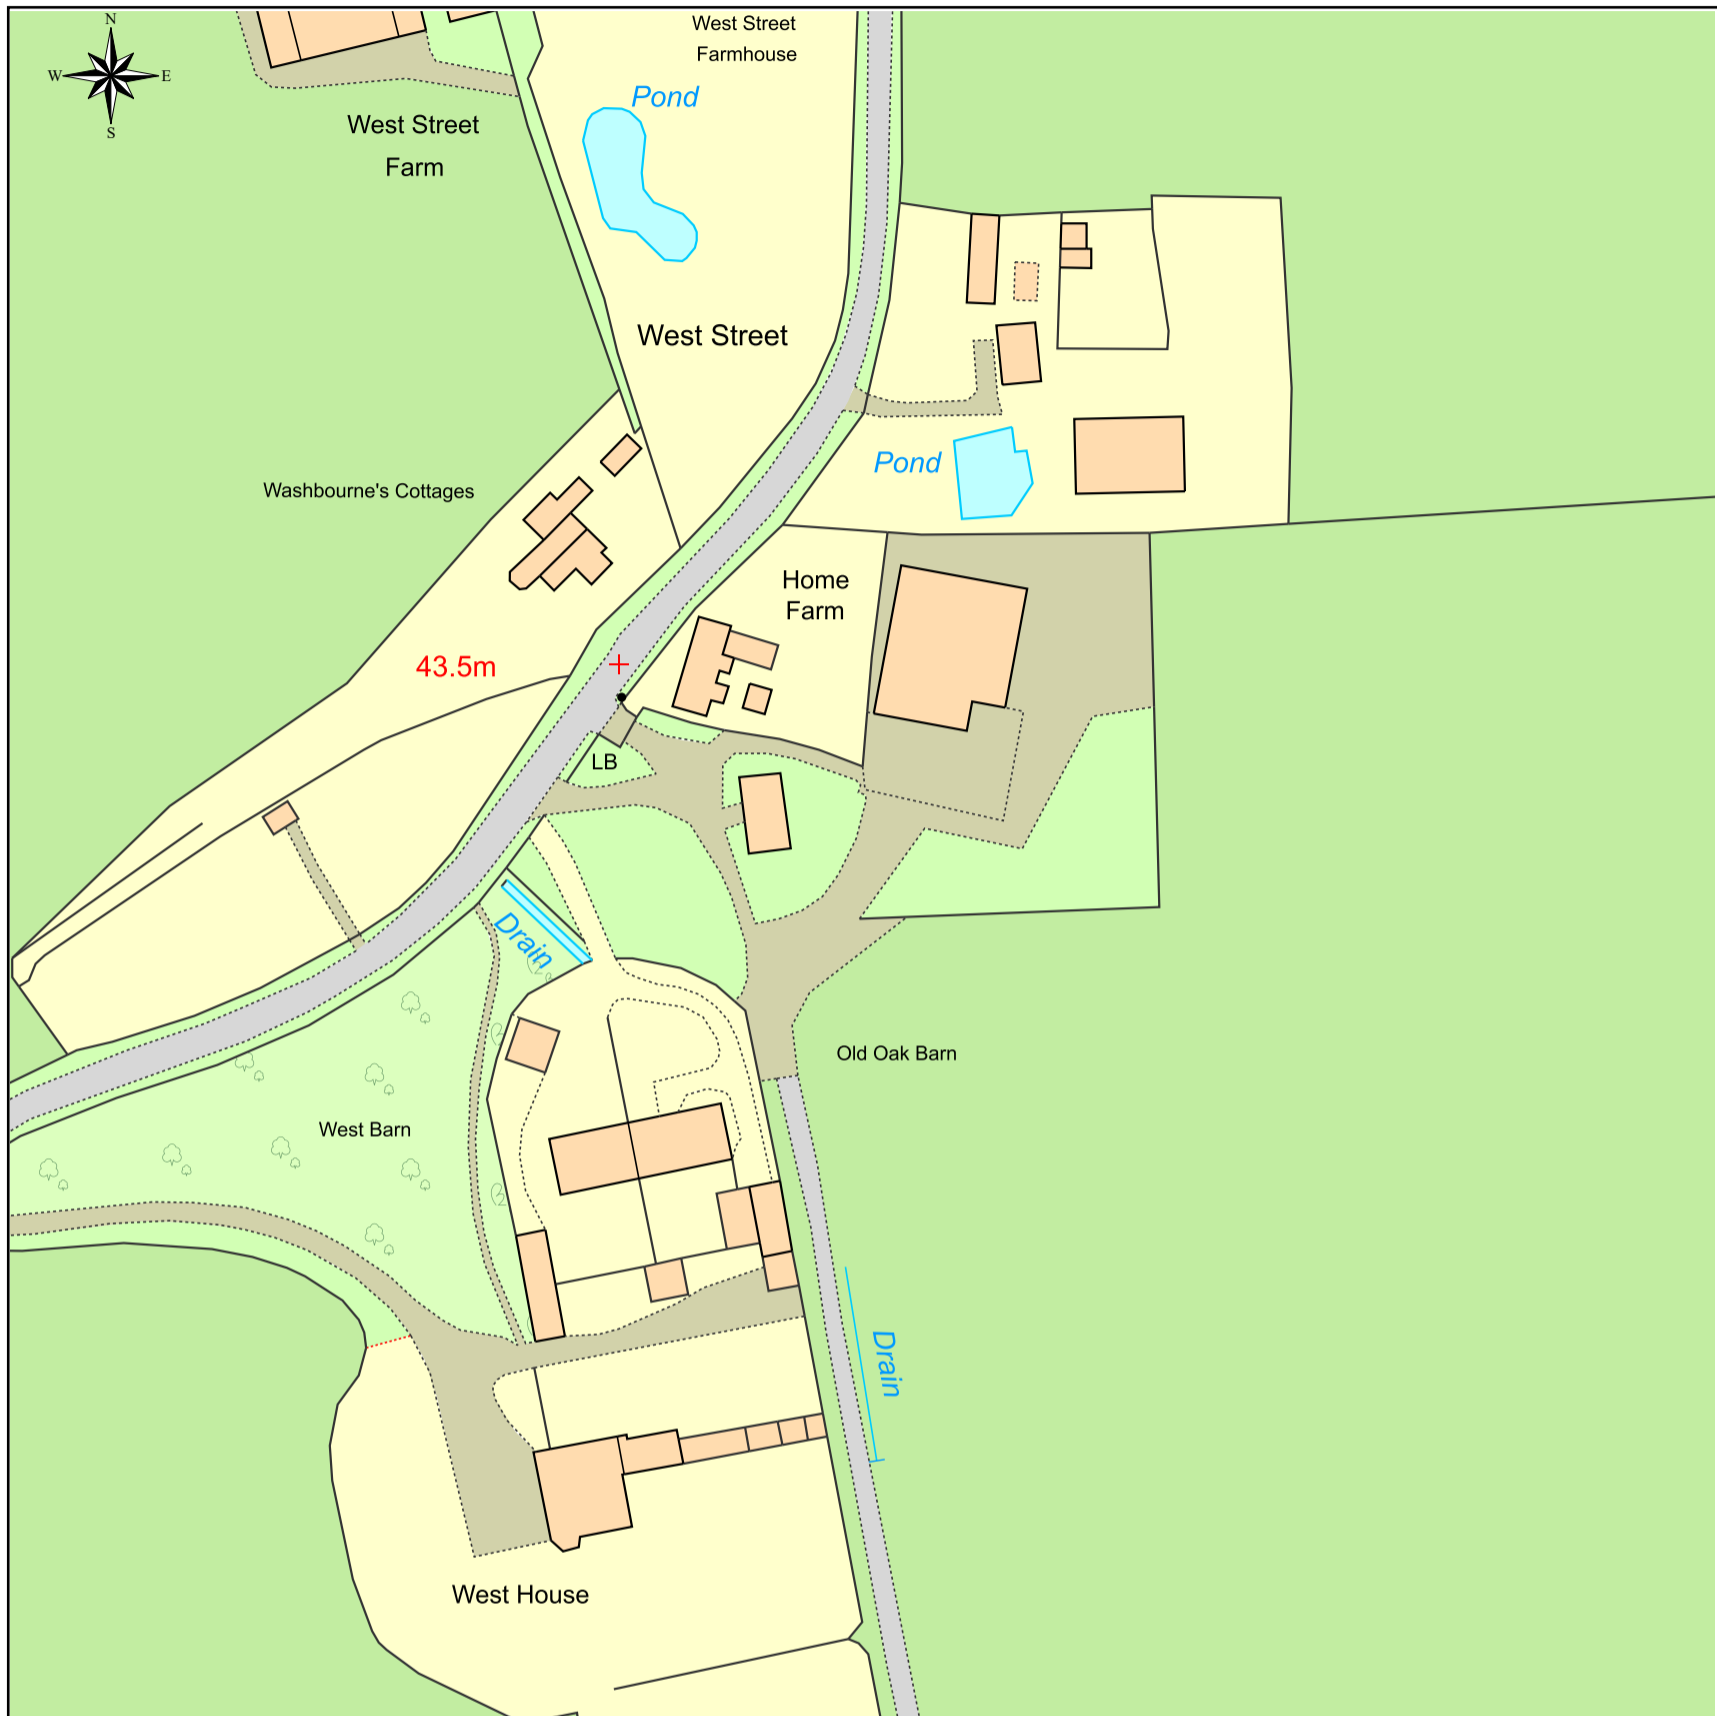 N
W
E
S
West Street
Farmhouse
Pond
West Street
Farm
West Street
Pond
Washbourne's Cottages
Home
Farm
43.5m
LB
Drain
Old Oak Barn
West Barn
Drain
West House